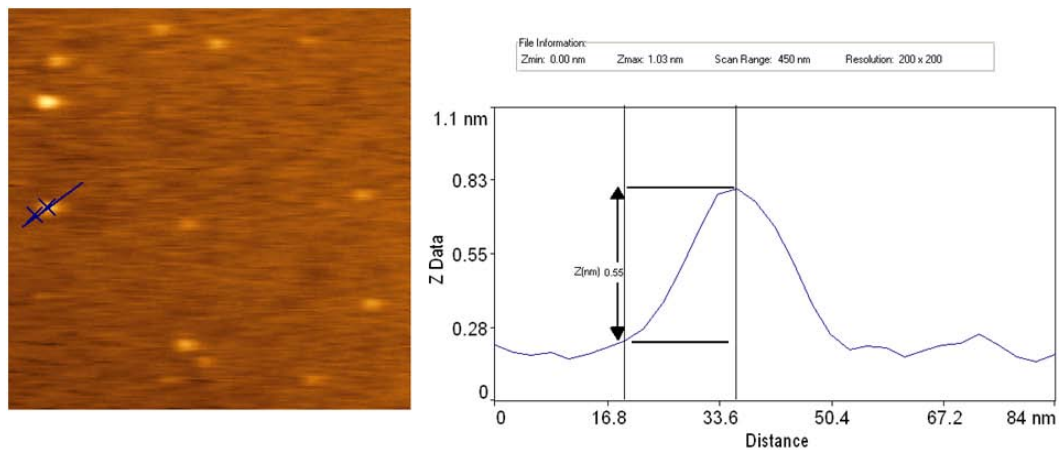 File Information:
Zmin: 0.00 nm Zmax: 1.03 nm Scan Range: 450 nm Resolution: 200 x 200
1.1 nm
0.83
0.55
0.28
0
Z Data
Z(nm) 0.55
0 16.8 33.6 50.4 67.2 84 nm
Distance